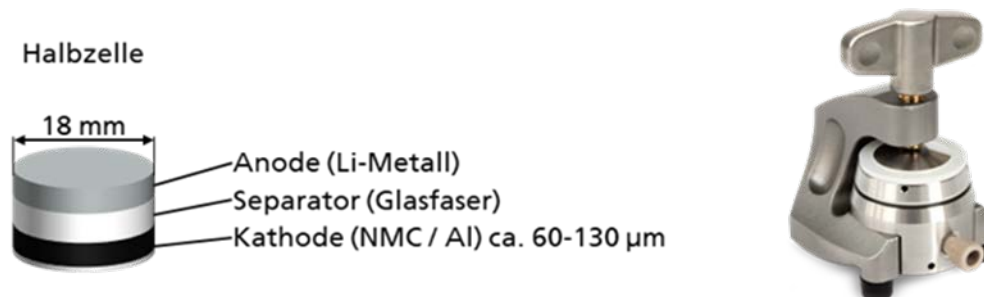 Halbzelle
18 mm
Anode (Li-Metall)
Separator (Glasfaser)
Kathode (NMC / Al) ca. 60-130 µm